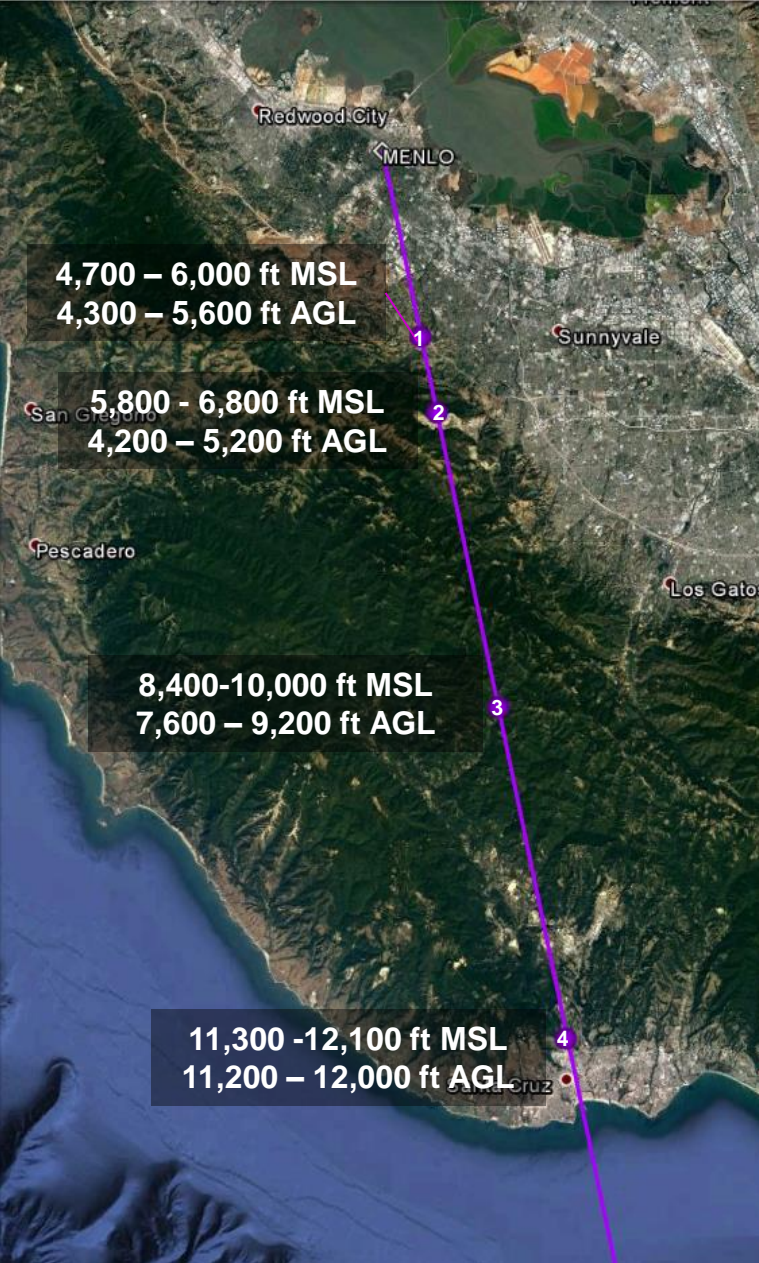 Redwood City
MENLO
4,700 – 6,000 ft MSL
4,300 – 5,600 ft AGL
1
Sunnyvale
5,800 - 6,800 ft MSL
San Gregorio
4,200 – 5,200 ft AGL
2
Pescadero
Los Gato
8,400-10,000 ft MSL
7,600 – 9,200 ft AGL
3
11,300 -12,100 ft MSL
11,200 – 12,000 ft AGL
4
Santa Cruz